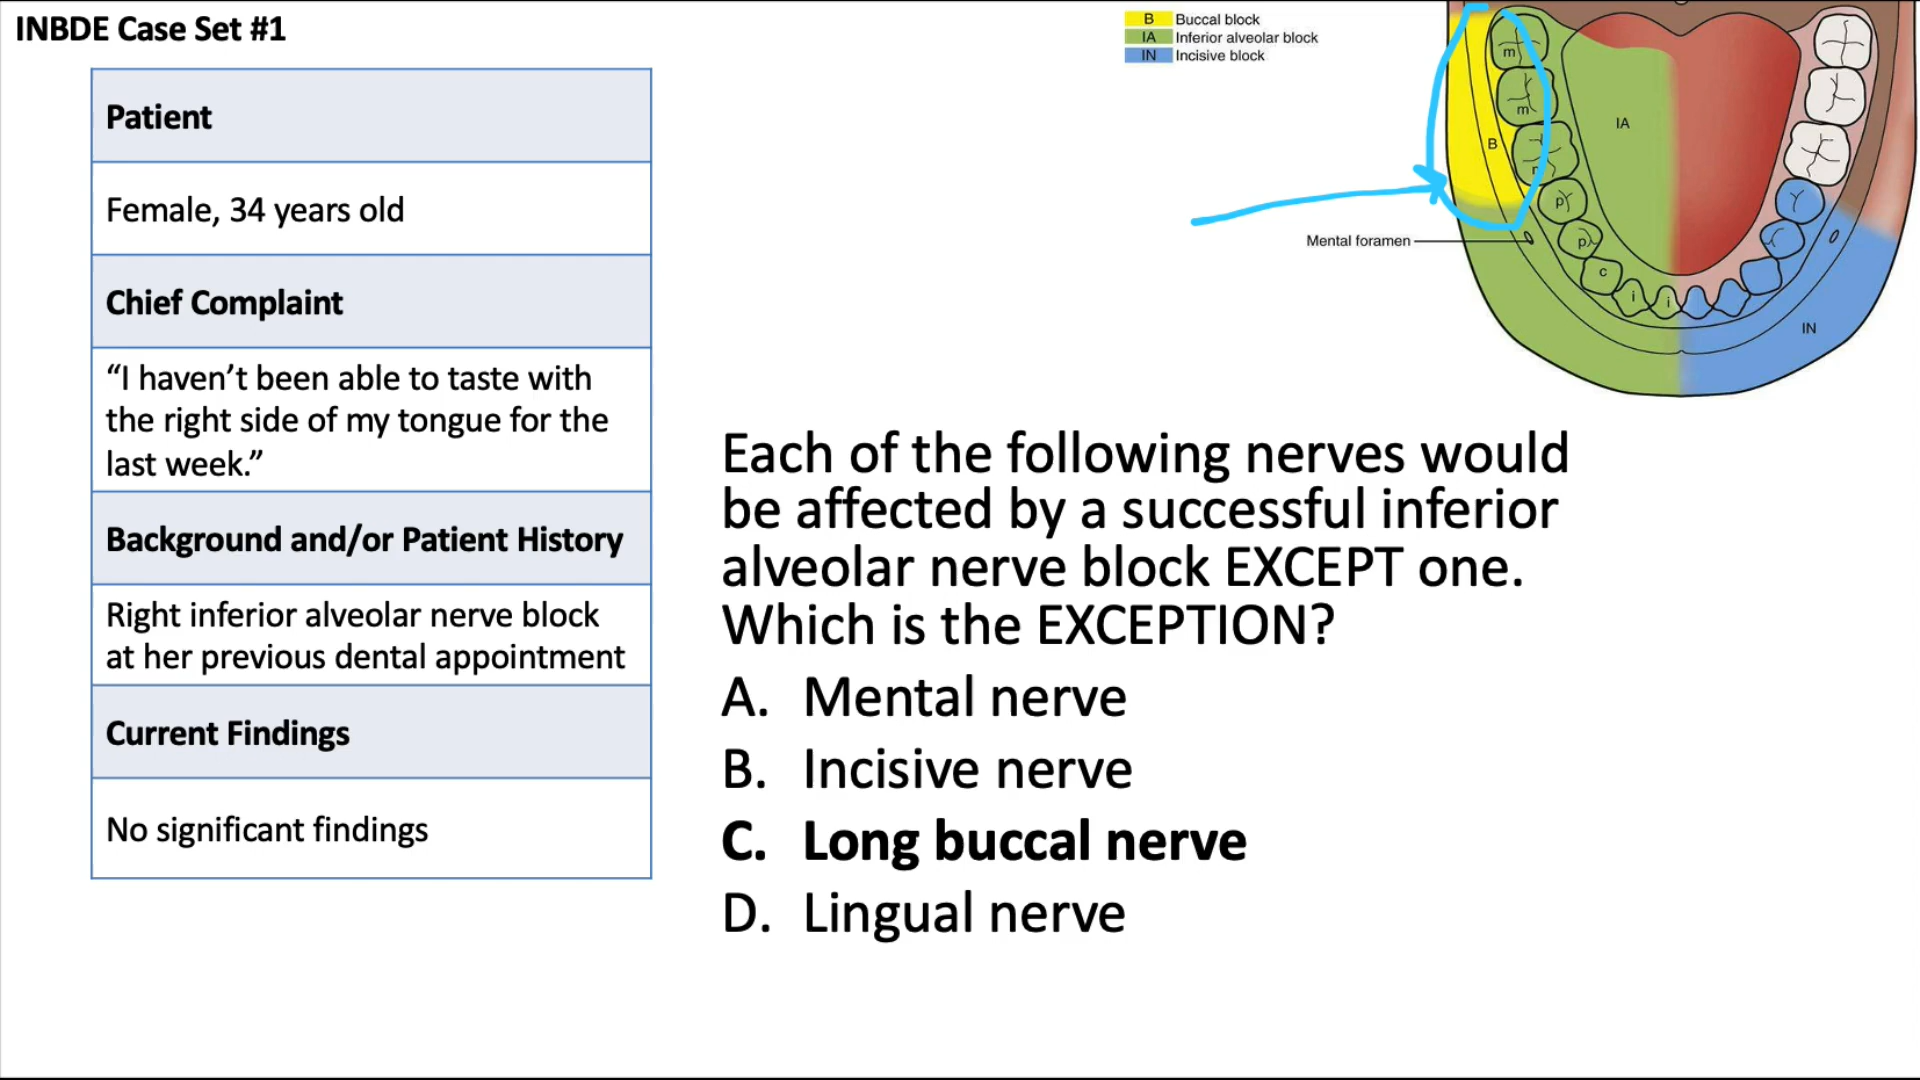 INBDE Case Set #1
Patient
Female, 34 years old
Chief Complaint
“I haven’t been able to taste with
the right side of my tongue for the
last week.”
Background and/or Patient History
Right inferior alveolar nerve block
at her previous dental appointment
Current Findings
No significant findings
B Buccal block
IA Inferior alveolar block
IN Incisive block
m
m
B
IA
p
Mental foramen
p
c
i
i
IN
Each of the following nerves would
be affected by a successful inferior
alveolar nerve block EXCEPT one.
Which is the EXCEPTION?
A. Mental nerve
B. Incisive nerve
C. Long buccal nerve
D. Lingual nerve